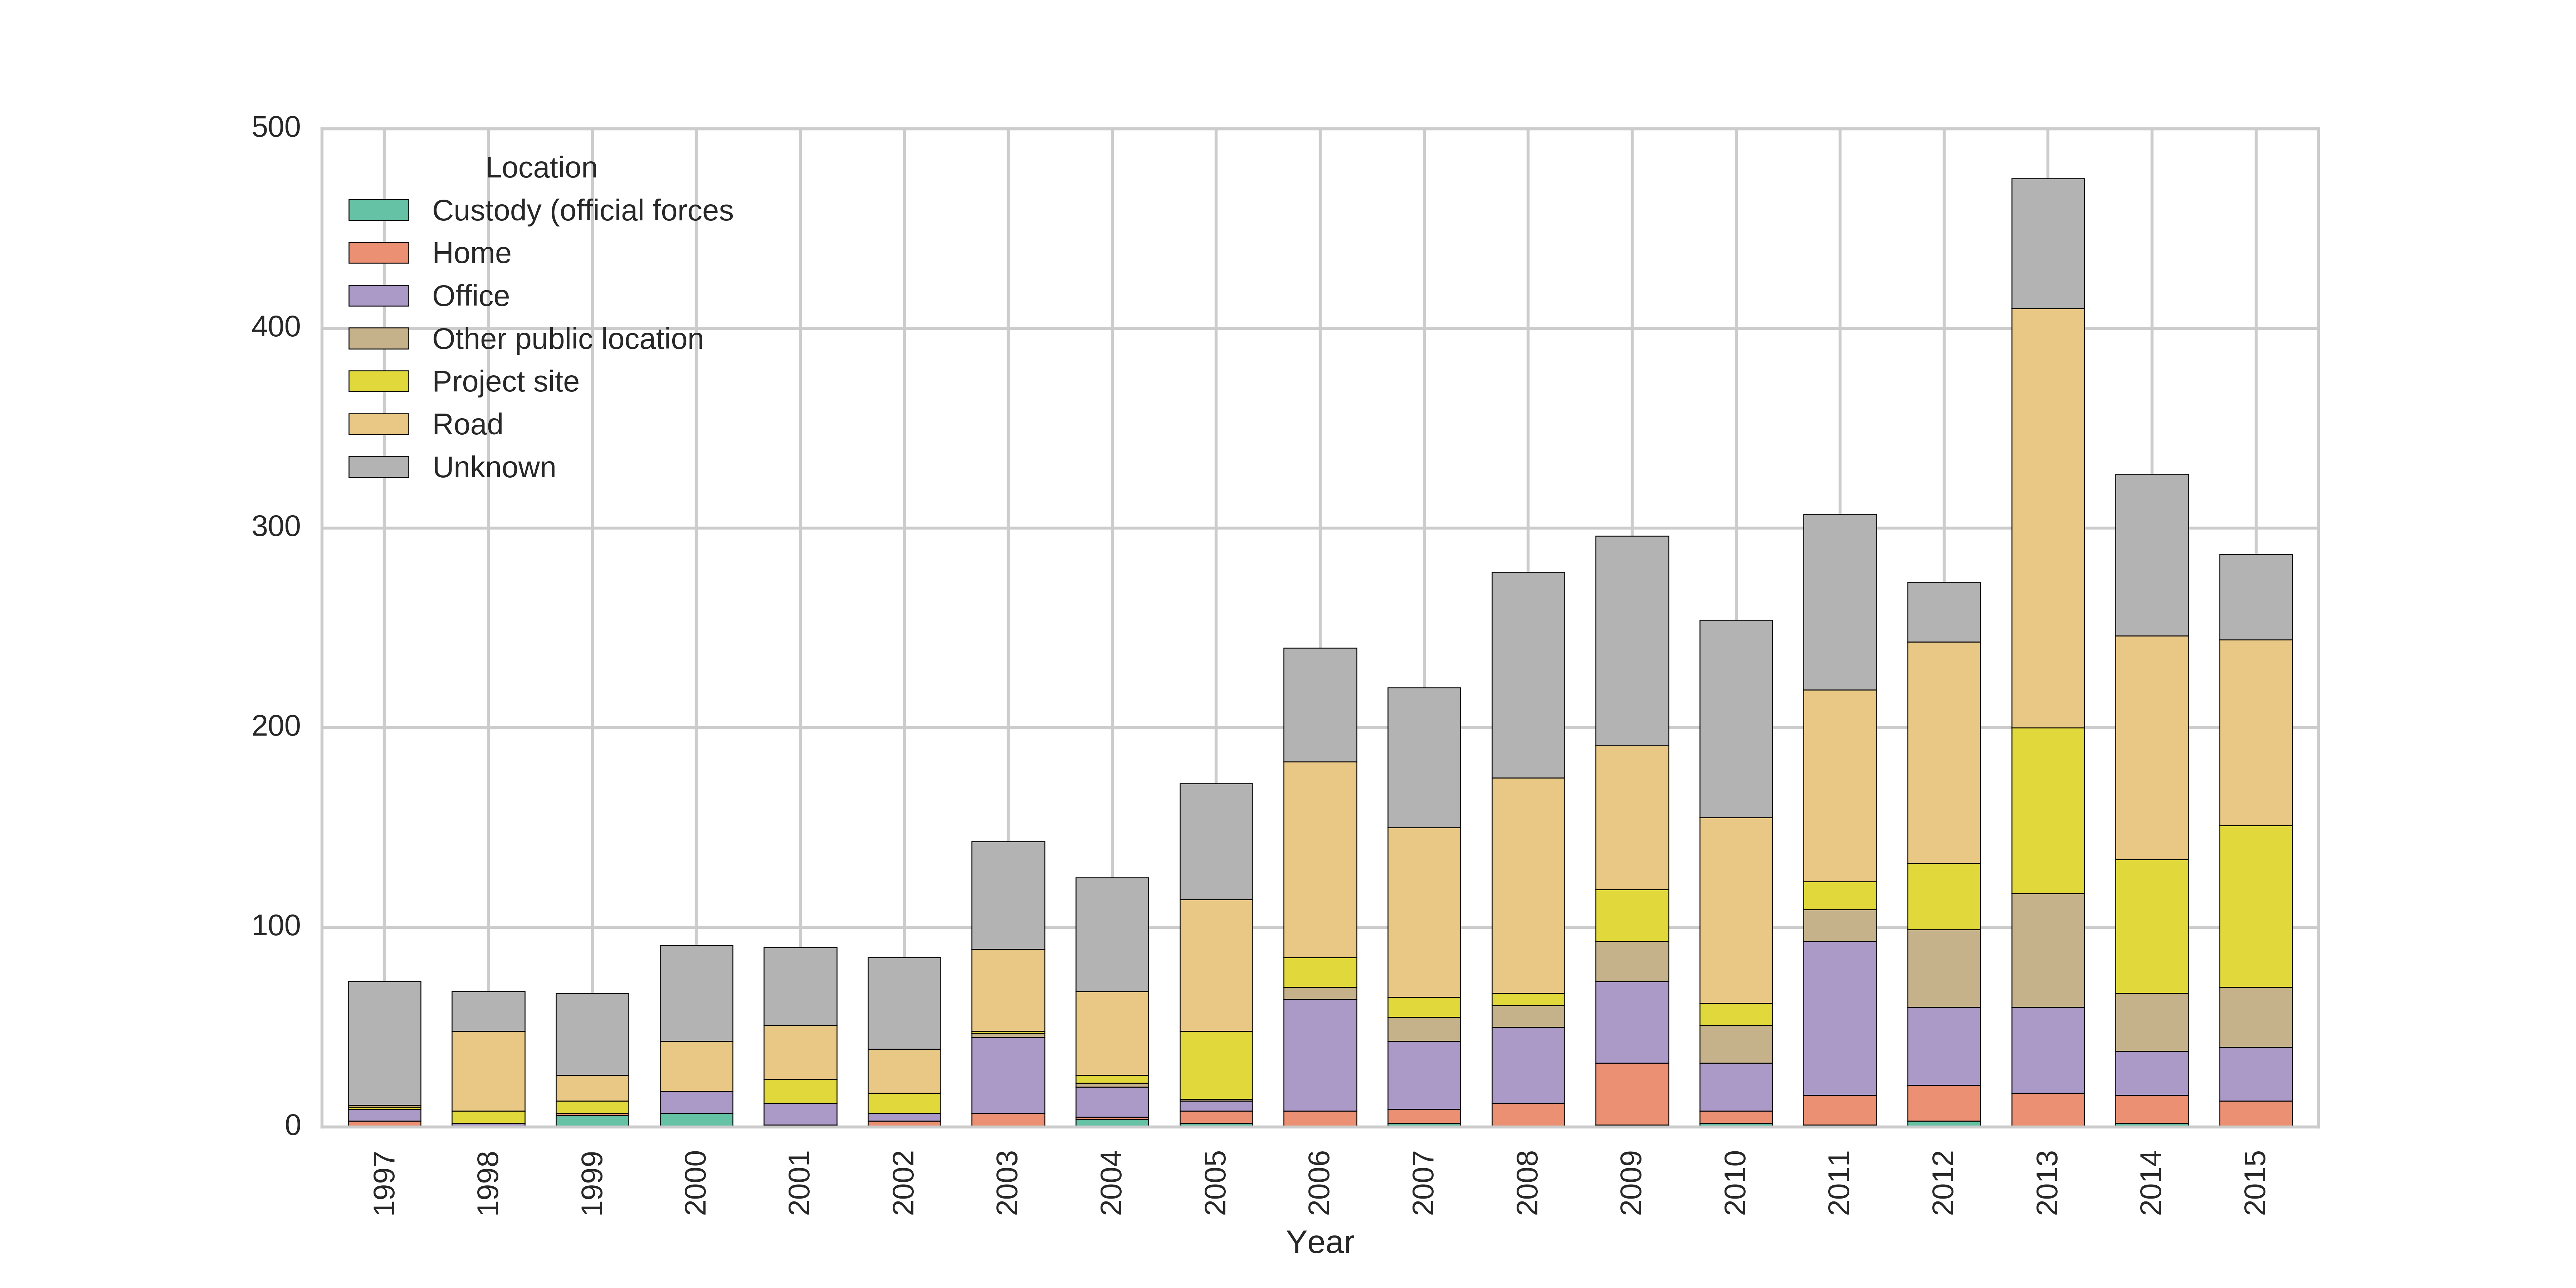 500
400
300
200
100
0
Location
Custody (official forces
Home
Office
Other public location
Project site
Road
Unknown
1997
1998
1999
2000
2001
2002
2003
2004
2005
2006
2007
2008
2009
2010
2011
2012
2013
2014
2015
Year